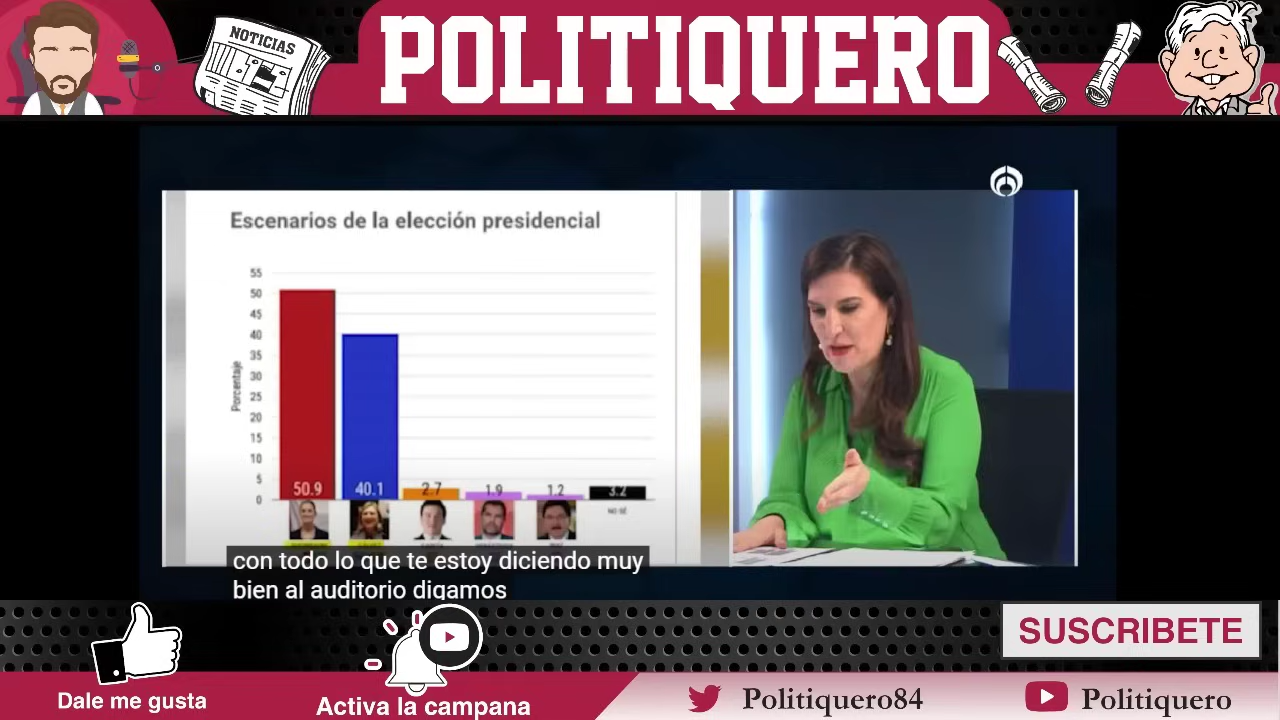 NOTICIAS
POLITIQUERO
Escenarios de la elección presidencial
55
50
45
40
35
30
25
20
15
10
5
0
Porcentaje
50.9
40.1
2.7
1.9
1.2
3.2
NO SÉ
con todo lo que te estoy diciendo muy
bien al auditorio digamos
SUSCRIBETE
Dale me gusta
Activa la campana
Politiquero84
Politiquero